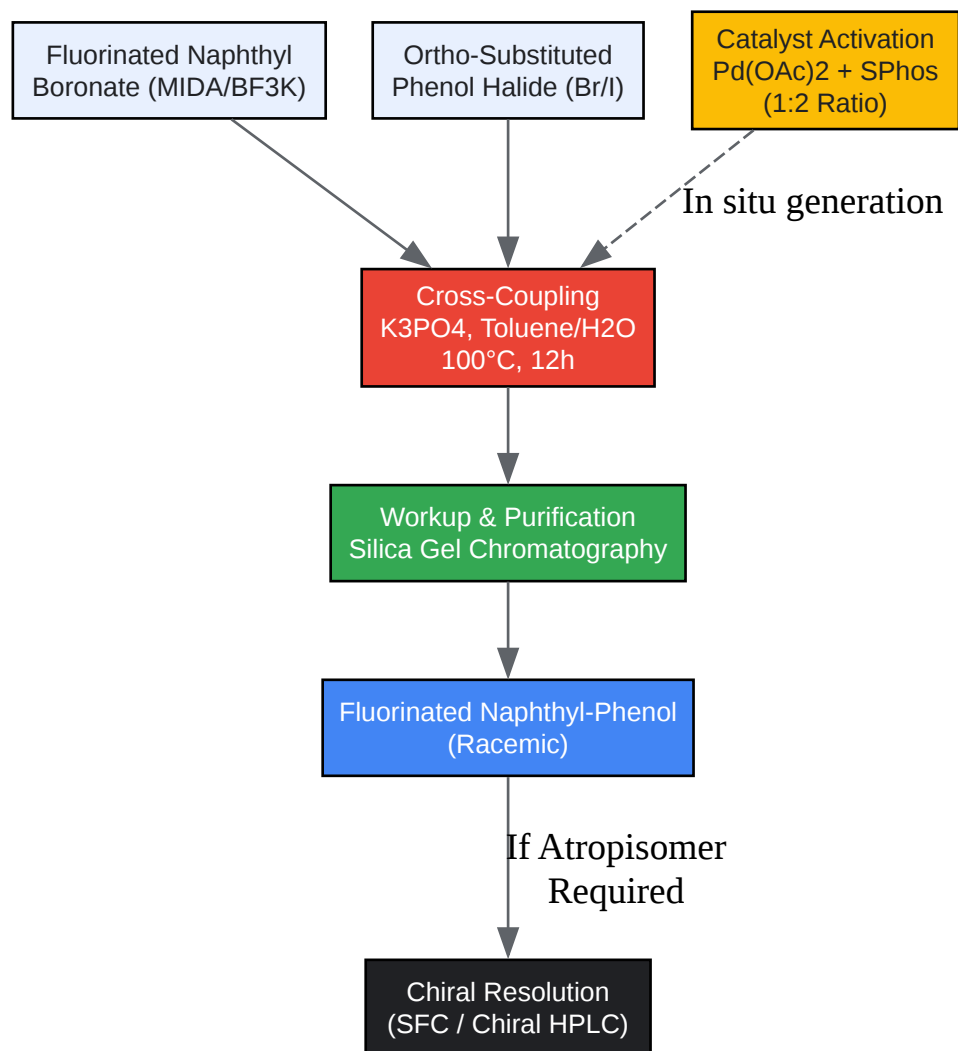 Fluorinated Naphthyl
Boronate (MIDA/BF3K)
Ortho-Substituted
Phenol Halide (Br/I)
Catalyst Activation
Pd(OAc)2 + SPhos
(1:2 Ratio)
In situ generation
Cross-Coupling
K3PO4, Toluene/H2O
100°C, 12h
Workup & Purification
Silica Gel Chromatography
Fluorinated Naphthyl-Phenol
(Racemic)
If Atropisomer
Required
Chiral Resolution
(SFC / Chiral HPLC)